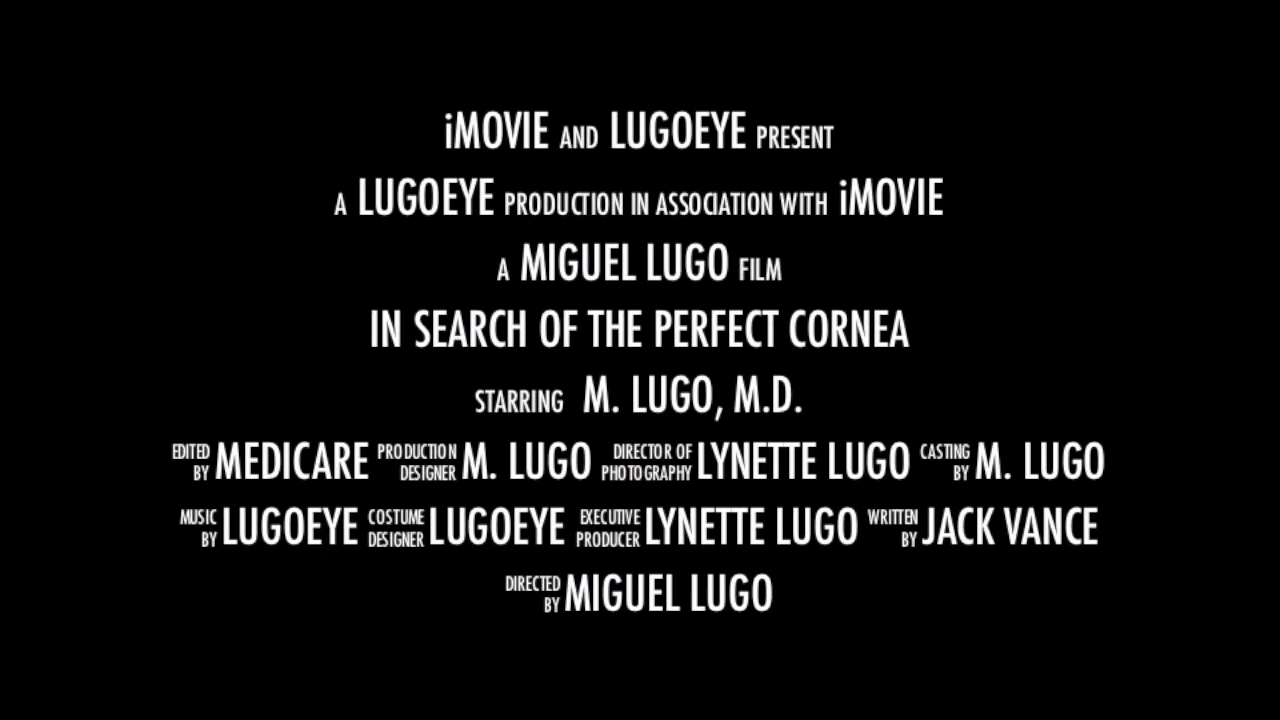 iMOVIE AND LUGOEYE PRESENT
A LUGOEYE PRODUCTION IN ASSOCIATION WITH iMOVIE
A MIGUEL LUGO FILM
IN SEARCH OF THE PERFECT CORNEA
STARRING M. LUGO, M.D.
EDITED BY MEDICARE PRODUCTION DESIGNER M. LUGO DIRECTOR OF PHOTOGRAPHY LYNETTE LUGO CASTING BY M. LUGO
MUSIC BY LUGOEYE COSTUME DESIGNER LUGOEYE EXECUTIVE PRODUCER LYNETTE LUGO WRITTEN BY JACK VANCE
DIRECTED BY MIGUEL LUGO